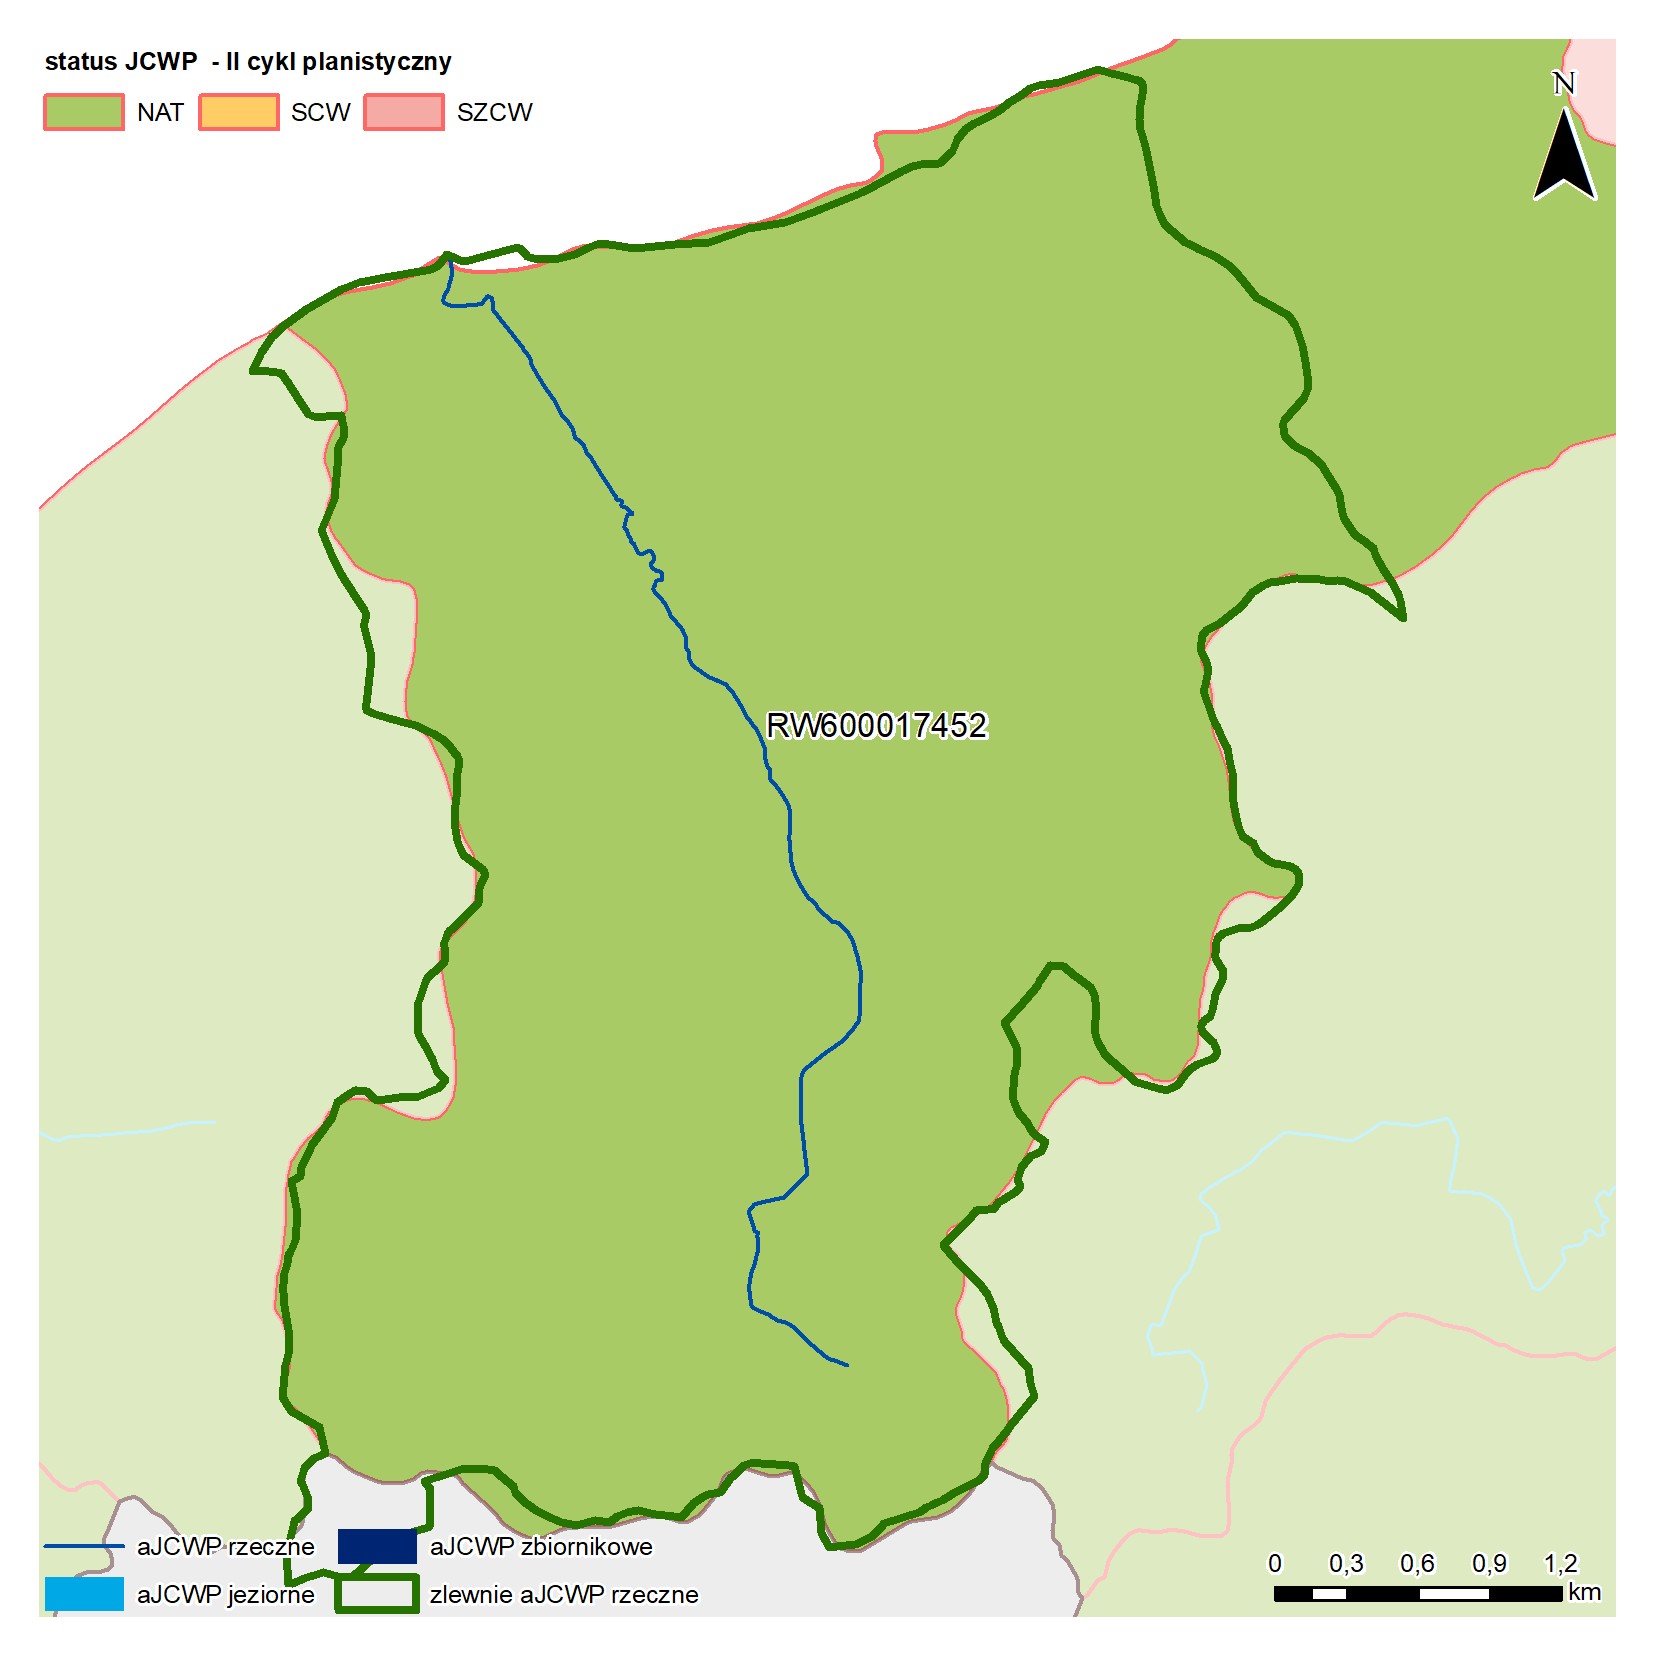 status JCWP - II cykl planistyczny
NAT SCW SZCW
N
RW600017452
aJCWP rzeczne aJCWP zbiornikowe
aJCWP jeziorne zlewnie aJCWP rzeczne
0 0,3 0,6 0,9 1,2
km